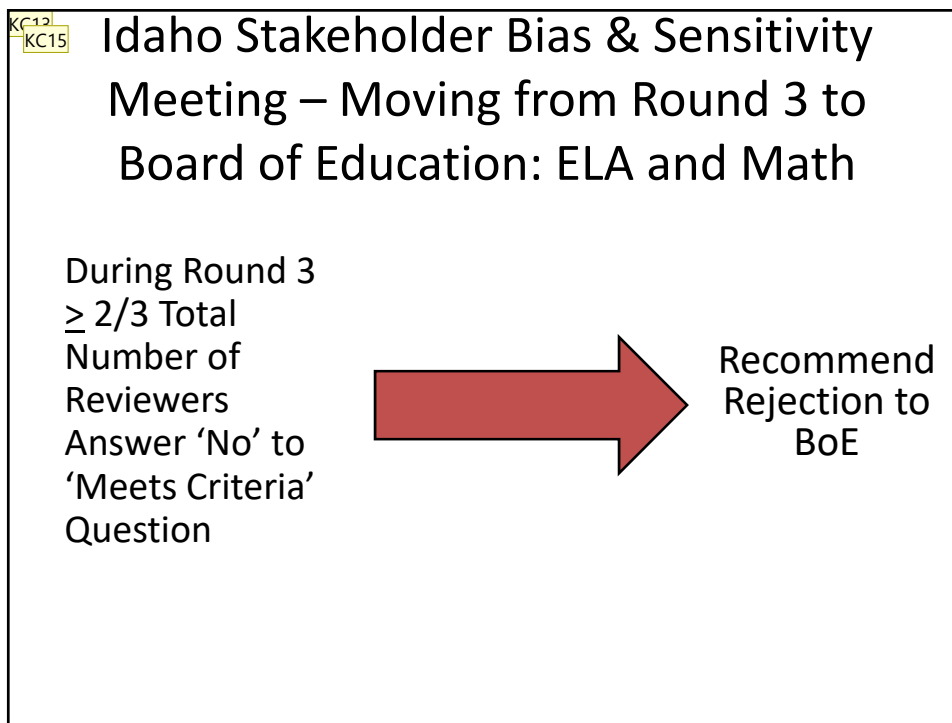 KC13
KC15
Idaho Stakeholder Bias & Sensitivity
Meeting – Moving from Round 3 to
Board of Education: ELA and Math
During Round 3
≥ 2/3 Total
Number of
Reviewers
Answer ‘No’ to
‘Meets Criteria’
Question
Recommend
Rejection to
BoE